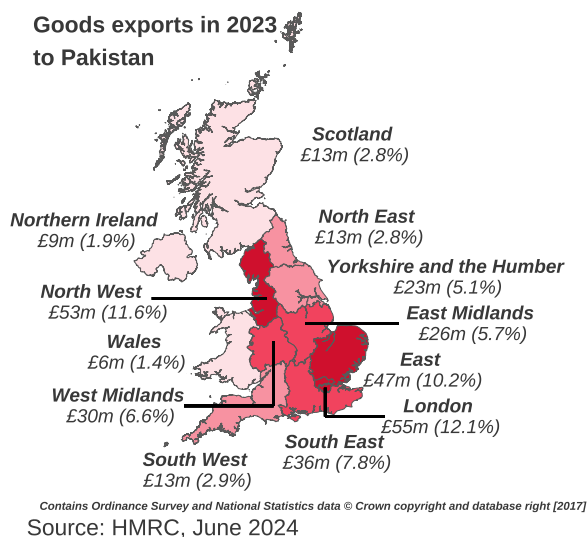 Goods exports in 2023
to Pakistan
Scotland
£13m (2.8%)
Northern Ireland
£9m (1.9%)
North East
£13m (2.8%)
Yorkshire and the Humber
£23m (5.1%)
North West
£53m (11.6%)
East Midlands
£26m (5.7%)
Wales
£6m (1.4%)
East
£47m (10.2%)
West Midlands
£30m (6.6%)
London
£55m (12.1%)
South East
£36m (7.8%)
South West
£13m (2.9%)
Contains Ordinance Survey and National Statistics data © Crown copyright and database right [2017]
Source: HMRC, June 2024